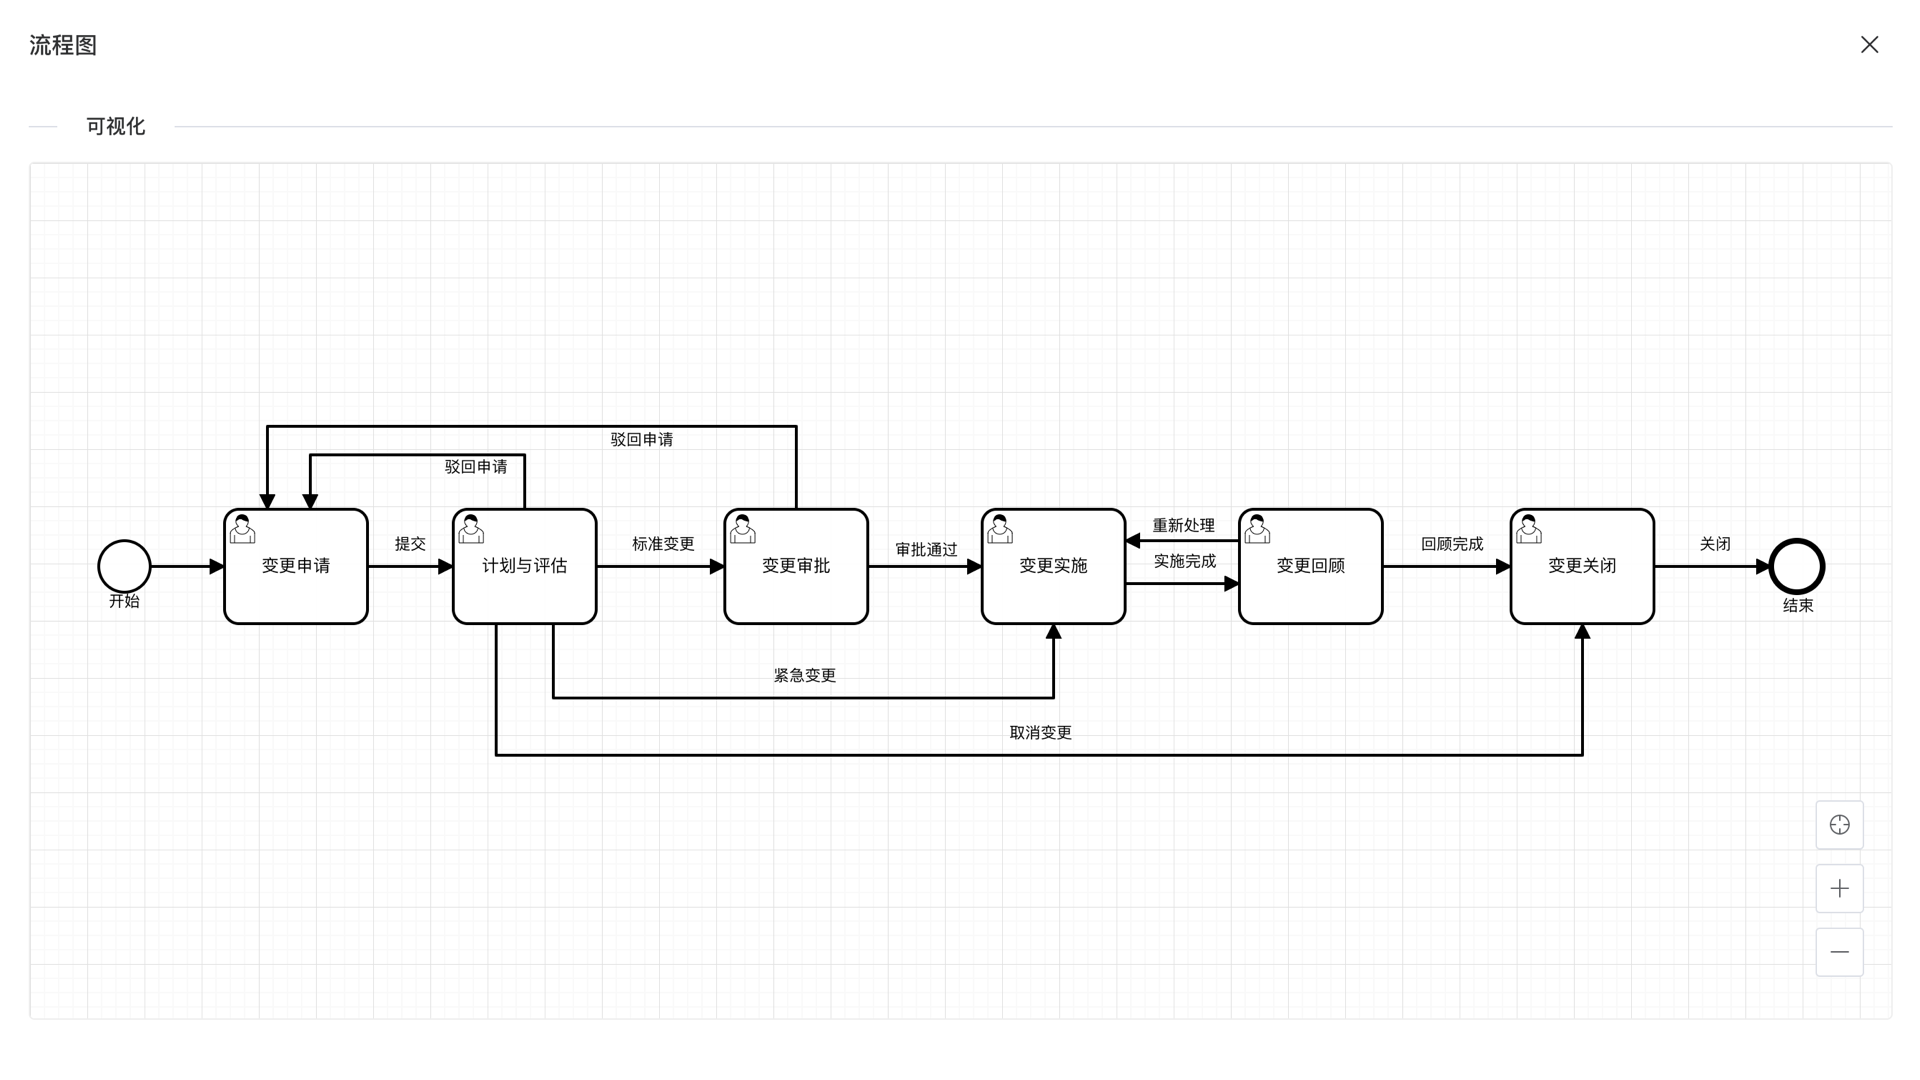 流程图
可视化
驳回申请
驳回申请
开始
变更申请
提交
计划与评估
标准变更
变更审批
审批通过
变更实施
重新处理
实施完成
变更回顾
回顾完成
变更关闭
关闭
结束
紧急变更
取消变更